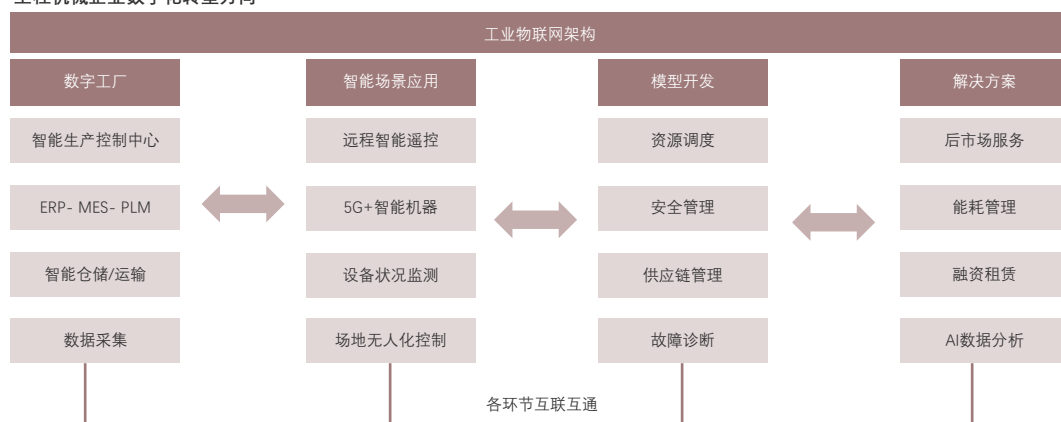 工程机械企业数字化转型方向
工业物联网架构
数字工厂
智能场景应用
模型开发
解决方案
智能生产控制中心
远程智能遥控
资源调度
后市场服务
ERP- MES- PLM
5G+智能机器
安全管理
能耗管理
智能仓储/运输
设备状况监测
供应链管理
融资租赁
数据采集
场地无人化控制
故障诊断
AI数据分析
各环节互联互通